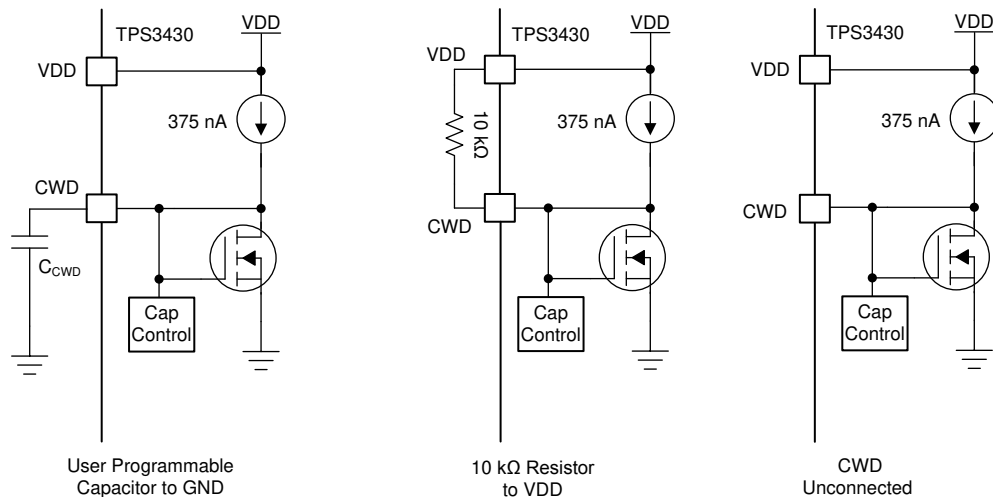 TPS3430
VDD
VDD
375 nA
CWD
CCWD
Cap
Control
User Programmable
Capacitor to GND
TPS3430
VDD
VDD
10 kΩ
375 nA
CWD
Cap
Control
10 kΩ Resistor
to VDD
TPS3430
VDD
VDD
375 nA
CWD
Cap
Control
CWD
Unconnected